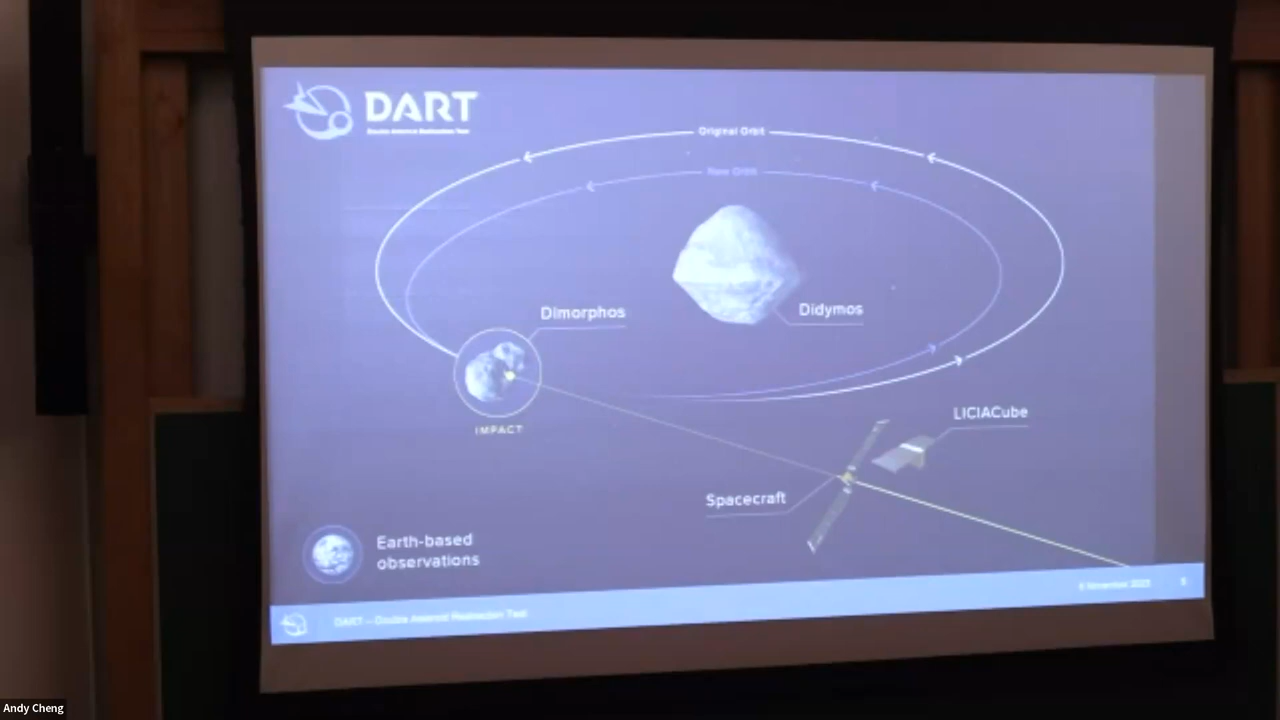 DART
Double Asteroid Redirection Test
Original Orbit
New Orbit
Dimorphos
Didymos
IMPACT
LICIACube
Spacecraft
Earth-based
observations
DART – Double Asteroid Redirection Test
5
Andy Cheng